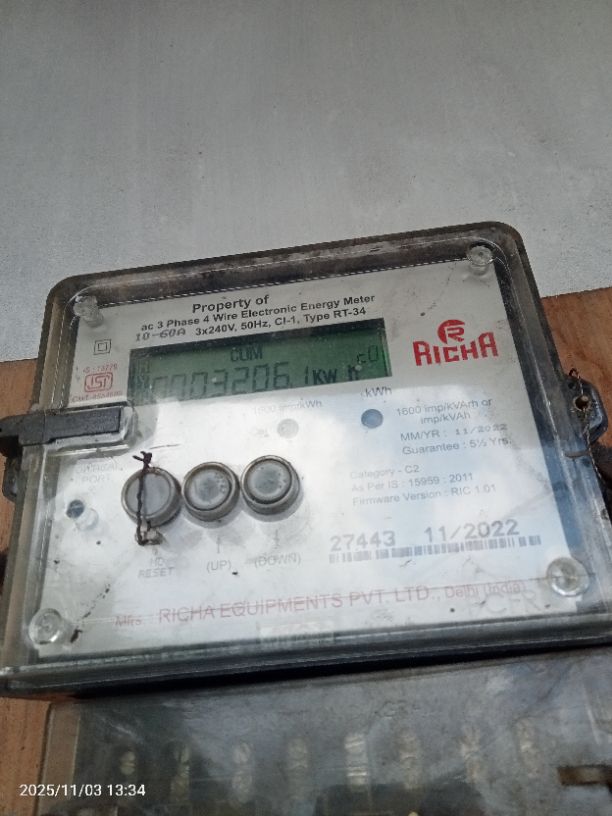 Property of
ac 3 Phase 4 Wire Electronic Energy Meter
10-60A 3x240V, 50Hz, Cl-1, Type RT-34
CUM
0003206.1 KW h
RICHA
ISI
1600 imp/kWh
kWh
1600 imp/kVArh or
imp/kVAh
MM/YR : 11/2022
Guarantee : 5½ Yrs.
OPTICAL
PORT
Category - C2
As Per IS : 15959 : 2011
Firmware Version : RIC 1.01
MD
RESET
(UP)
(DOWN)
27443 11/2022
Mfrs. : RICHA EQUIPMENTS PVT. LTD., Delhi (India)
2025/11/03 13:34